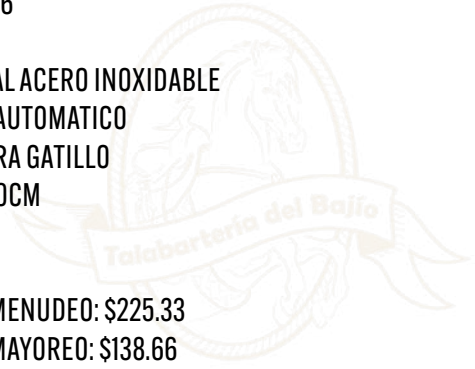 6
AL ACERO INOXIDABLE
AUTOMATICO
RA GATILLO
0CM
Talabartería del Bajío
MENUDEO: $225.33
MAYOREO: $138.66